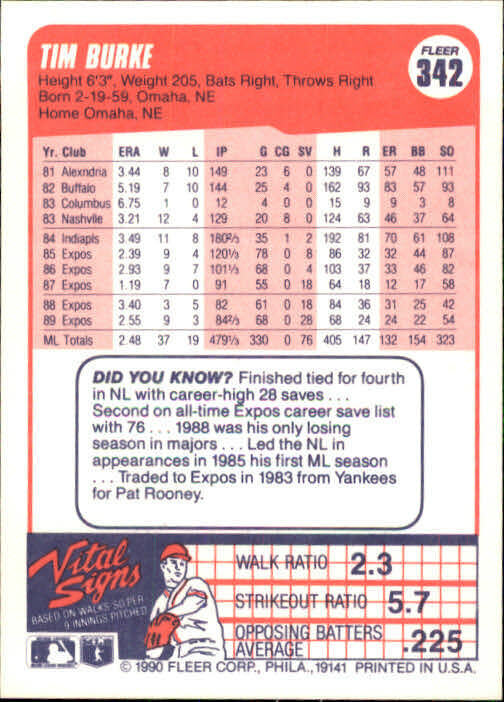 TIM BURKE
FLEER
342
Height 6'3", Weight 205, Bats Right, Throws Right
Born 2-19-59, Omaha, NE
Home Omaha, NE
Yr. Club ERA W L IP G CG SV H R ER BB SO
81 Alexndria 3.44 8 10 149 23 6 0 139 67 57 48 111
82 Buffalo 5.19 7 10 144 25 4 0 162 93 83 57 93
83 Columbus 6.75 1 0 12 4 0 0 15 9 9 3 8
83 Nashvlle 3.21 12 4 129 20 8 0 124 63 46 37 64
84 Indiapls 3.49 11 8 180⅔ 35 1 2 192 81 70 61 108
85 Expos 2.39 9 4 120⅓ 78 0 8 86 32 32 44 87
86 Expos 2.93 9 7 101⅓ 68 0 4 103 37 33 46 82
87 Expos 1.19 7 0 91 55 0 18 64 18 12 17 58
88 Expos 3.40 3 5 82 61 0 18 84 36 31 25 42
89 Expos 2.55 9 3 84⅔ 68 0 28 68 24 24 22 54
ML Totals 2.48 37 19 479⅓ 330 0 76 405 147 132 154 323
DID YOU KNOW? Finished tied for fourth
in NL with career-high 28 saves . . .
Second on all-time Expos career save list
with 76 . . . 1988 was his only losing
season in majors . . . Led the NL in
appearances in 1985 his first ML season
. . . Traded to Expos in 1983 from Yankees
for Pat Rooney.
Vital
Signs
BASED ON WALKS/SO PER
9 INNINGS PITCHED
WALK RATIO 2.3
STRIKEOUT RATIO 5.7
OPPOSING BATTERS
AVERAGE .225
© 1990 FLEER CORP., PHILA., 19141 PRINTED IN U.S.A.